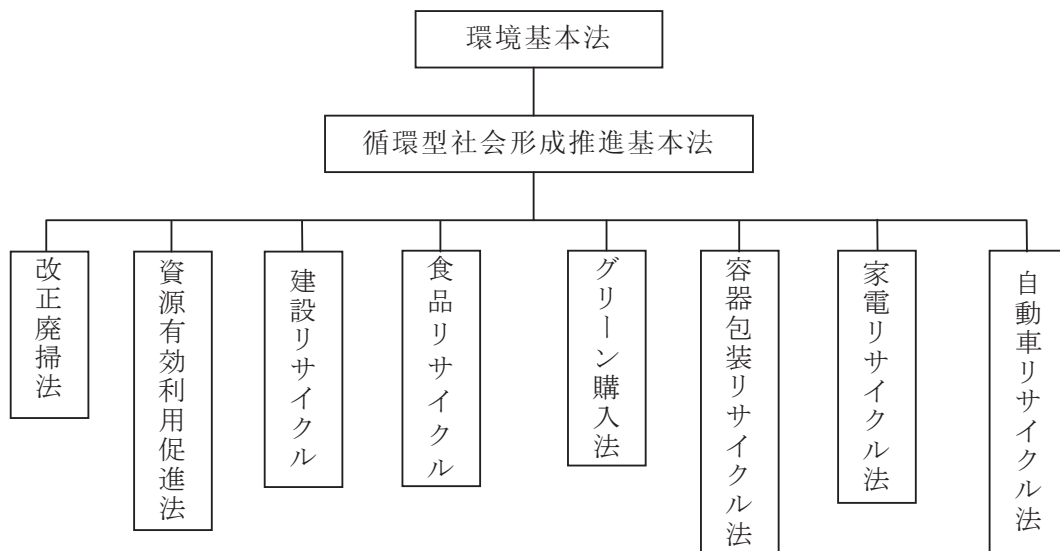 環境基本法
循環型社会形成推進基本法
改正廃掃法
資源有効利用促進法
建設リサイクル
食品リサイクル
グリーン購入法
容器包装リサイクル法
家電リサイクル法
自動車リサイクル法